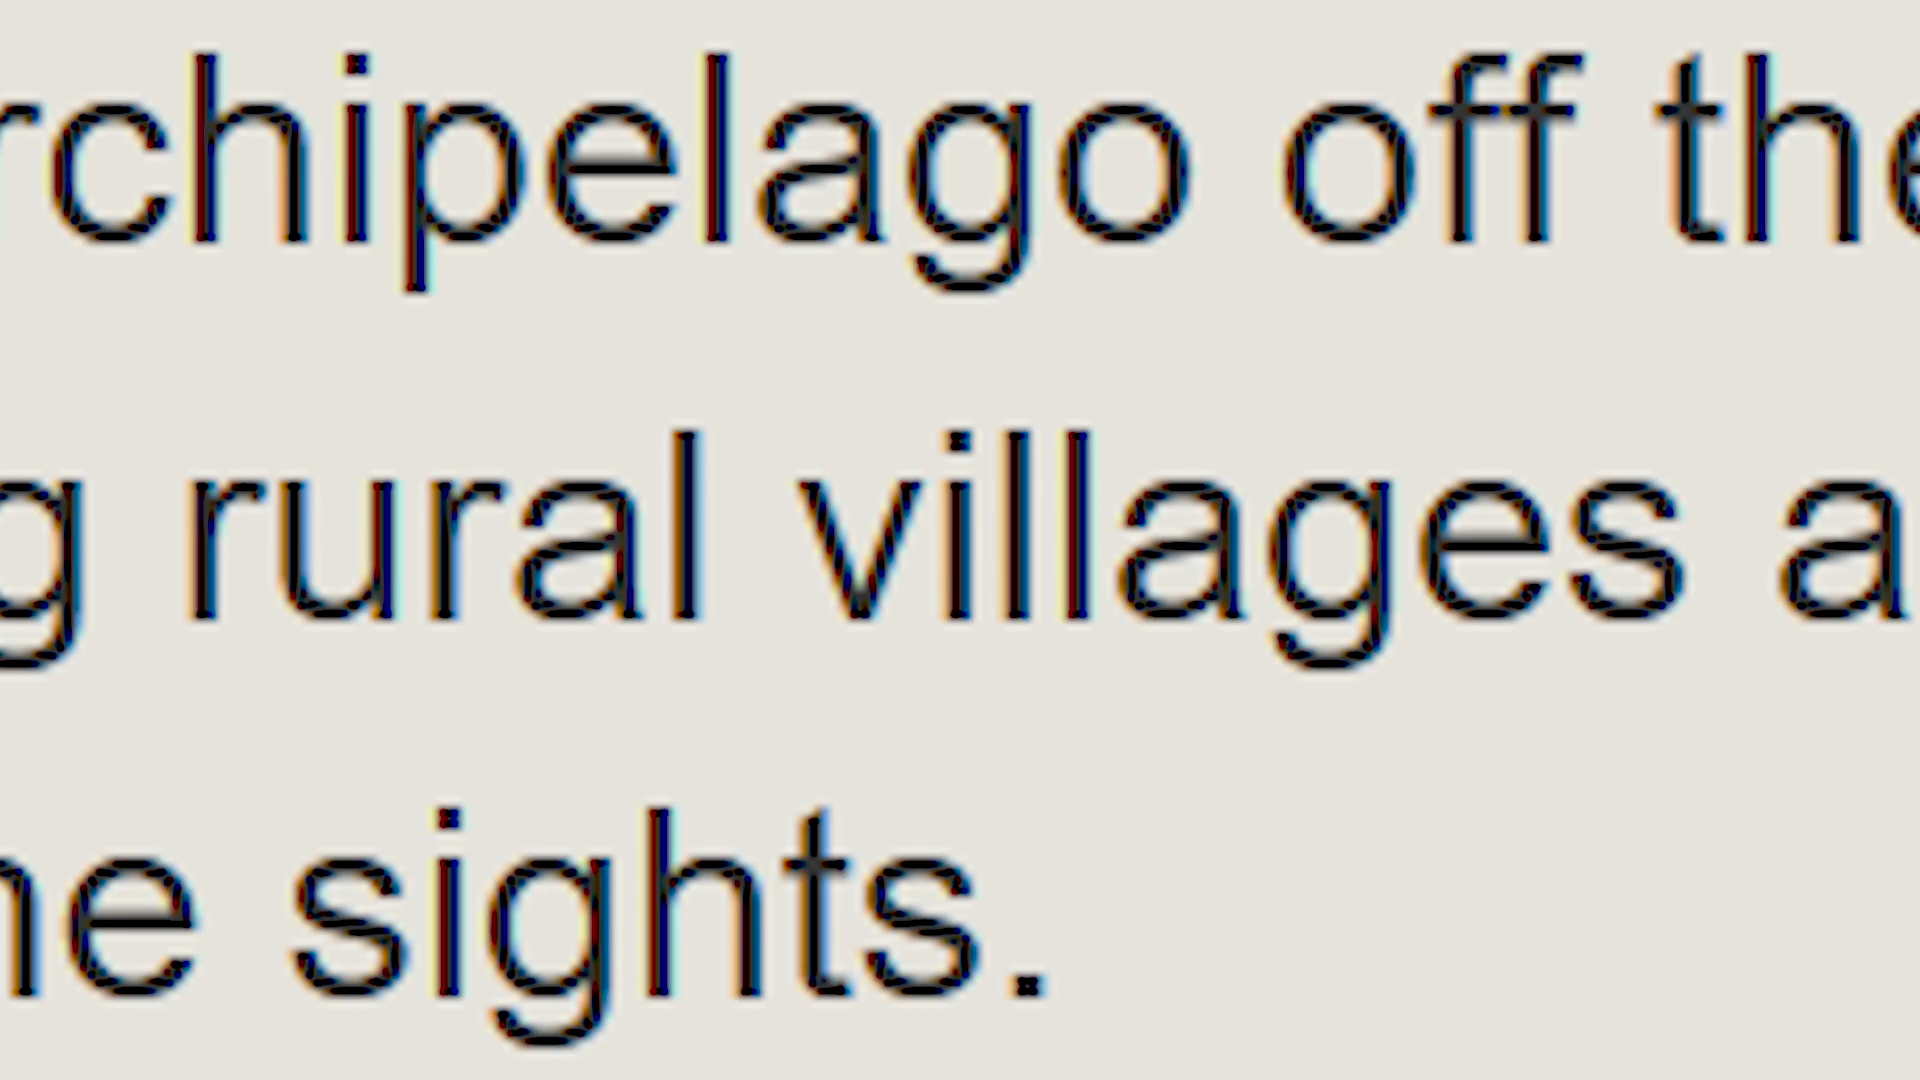 rchipelago off the
g rural villages a
he sights.